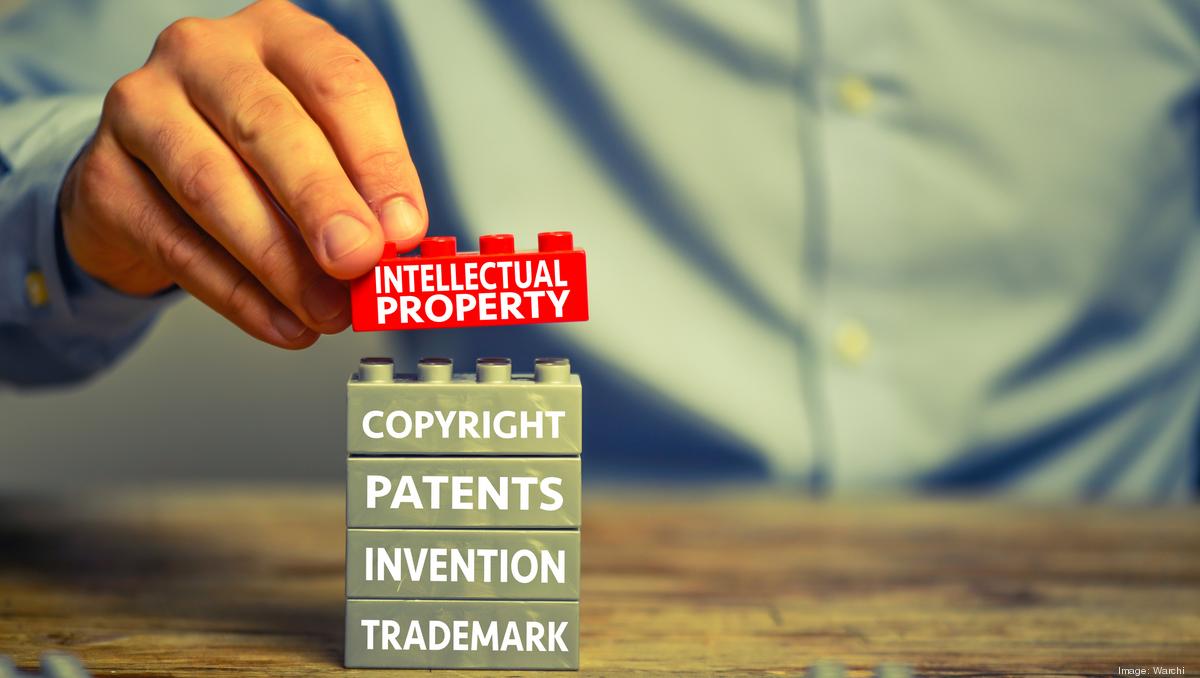 INTELLECTUAL
PROPERTY
COPYRIGHT
PATENTS
INVENTION
TRADEMARK
Image: Warchi